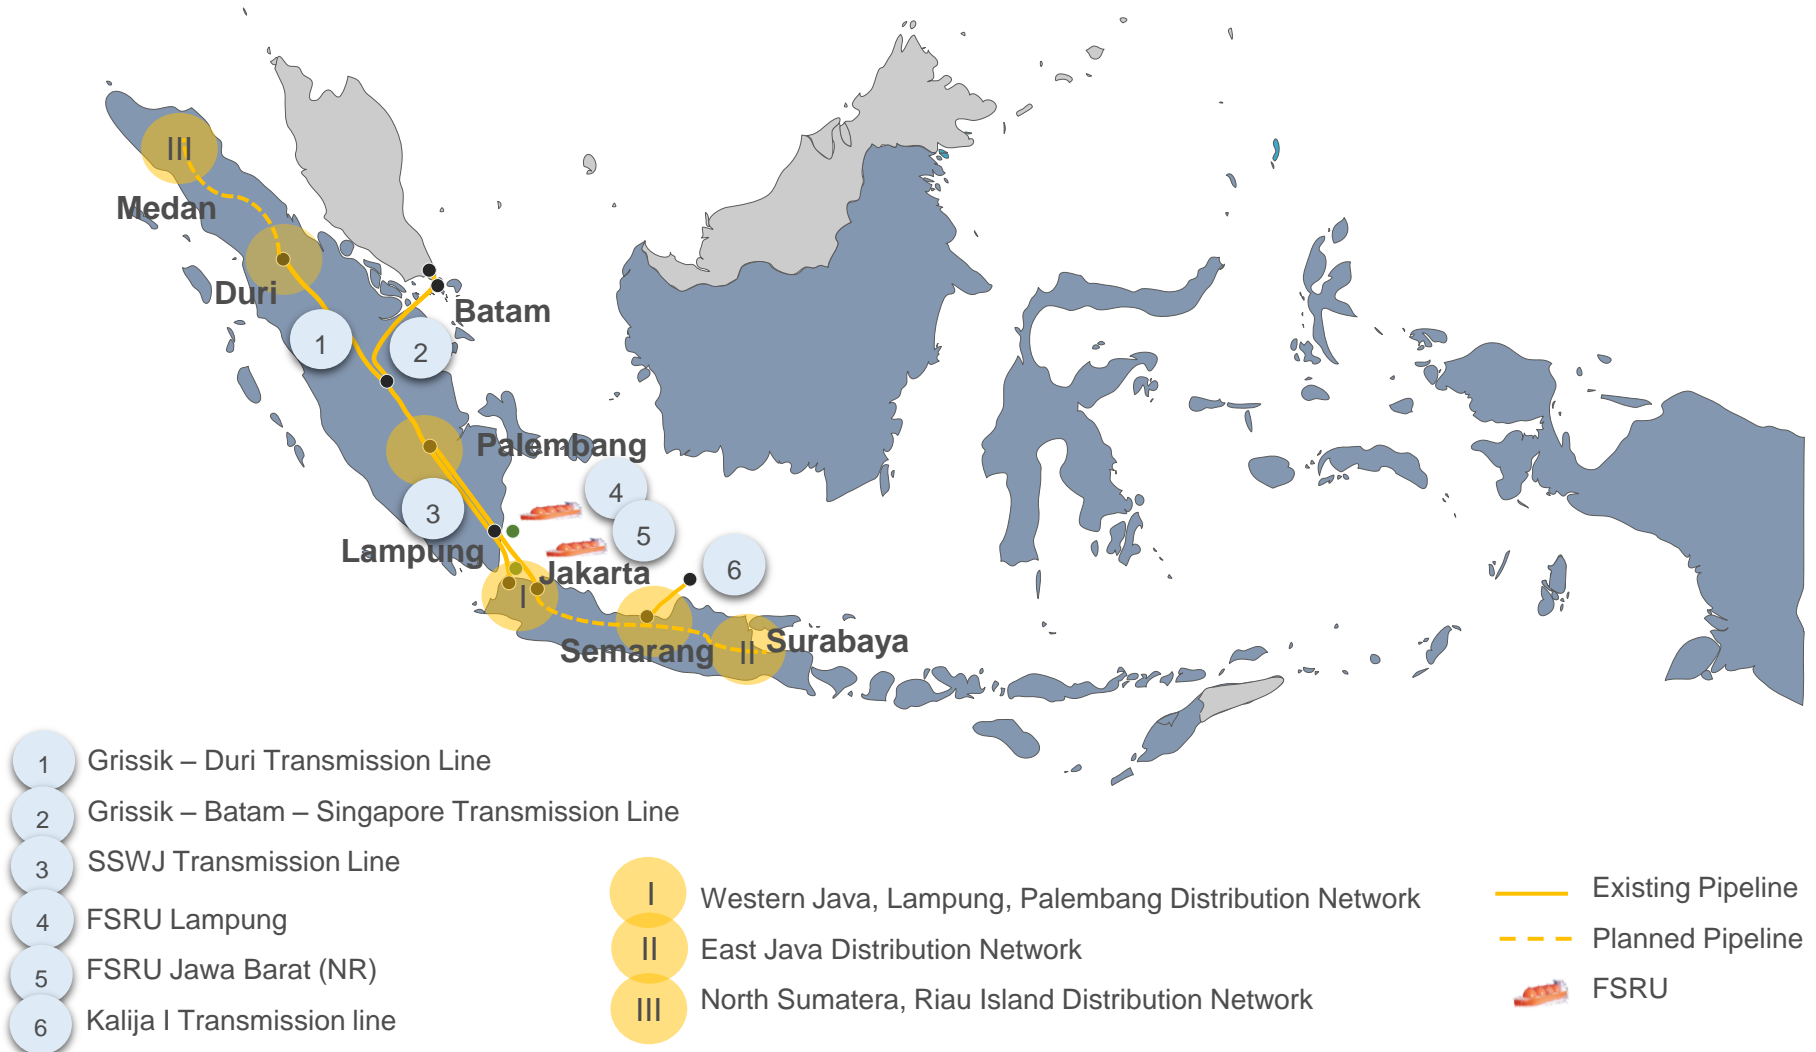 III
Medan
Duri
Batam
1
2
Palembang
4
3
5
Lampung
6
Jakarta
I
Semarang
II
Surabaya
1 Grissik – Duri Transmission Line
2 Grissik – Batam – Singapore Transmission Line
3 SSWJ Transmission Line
4 FSRU Lampung
5 FSRU Jawa Barat (NR)
6 Kalija I Transmission line
I Western Java, Lampung, Palembang Distribution Network
II East Java Distribution Network
III North Sumatera, Riau Island Distribution Network
Existing Pipeline
Planned Pipeline
FSRU